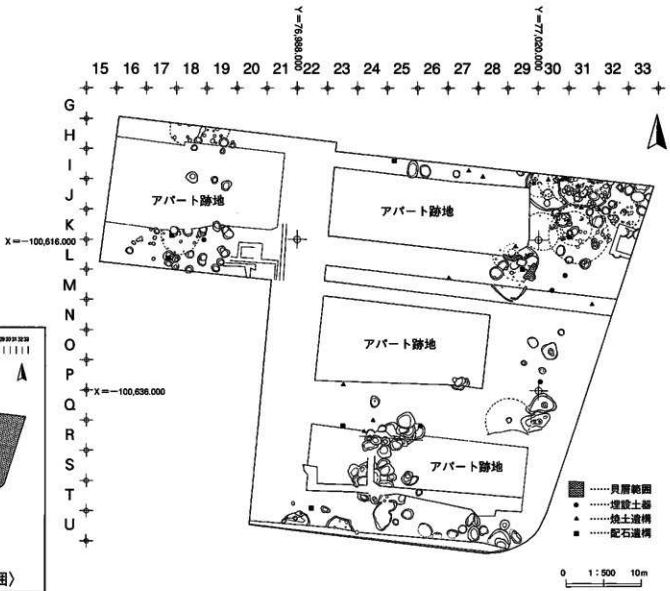 Y=76,988.000
Y=77,020.000
15 16 17 18 19 20 21 22 23 24 25 26 27 28 29 30 31 32 33
G
H
I
J
K
L
M
N
O
P
Q
R
S
T
U
X=-100,616.000
X=-100,636.000
アパート跡地
アパート跡地
アパート跡地
アパート跡地
貝層範囲
埋設土器
焼土遺構
配石遺構
0 1:500 10m
囲〉